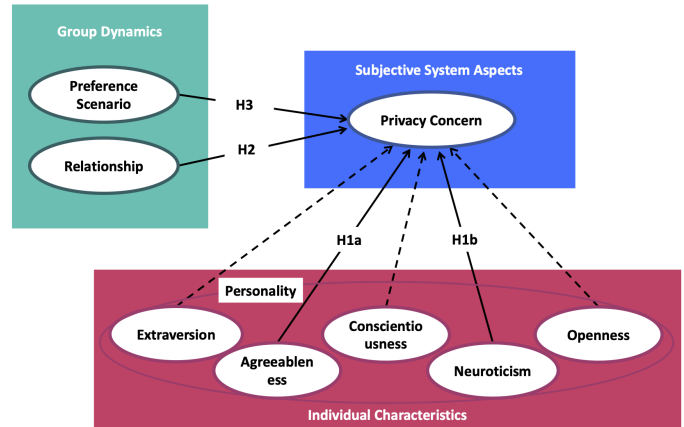 Group Dynamics
Preference
Scenario
Relationship
H3
H2
Subjective System Aspects
Privacy Concern
H1a
H1b
Personality
Extraversion
Agreeablen
ess
Conscientio
usness
Neuroticism
Openness
Individual Characteristics